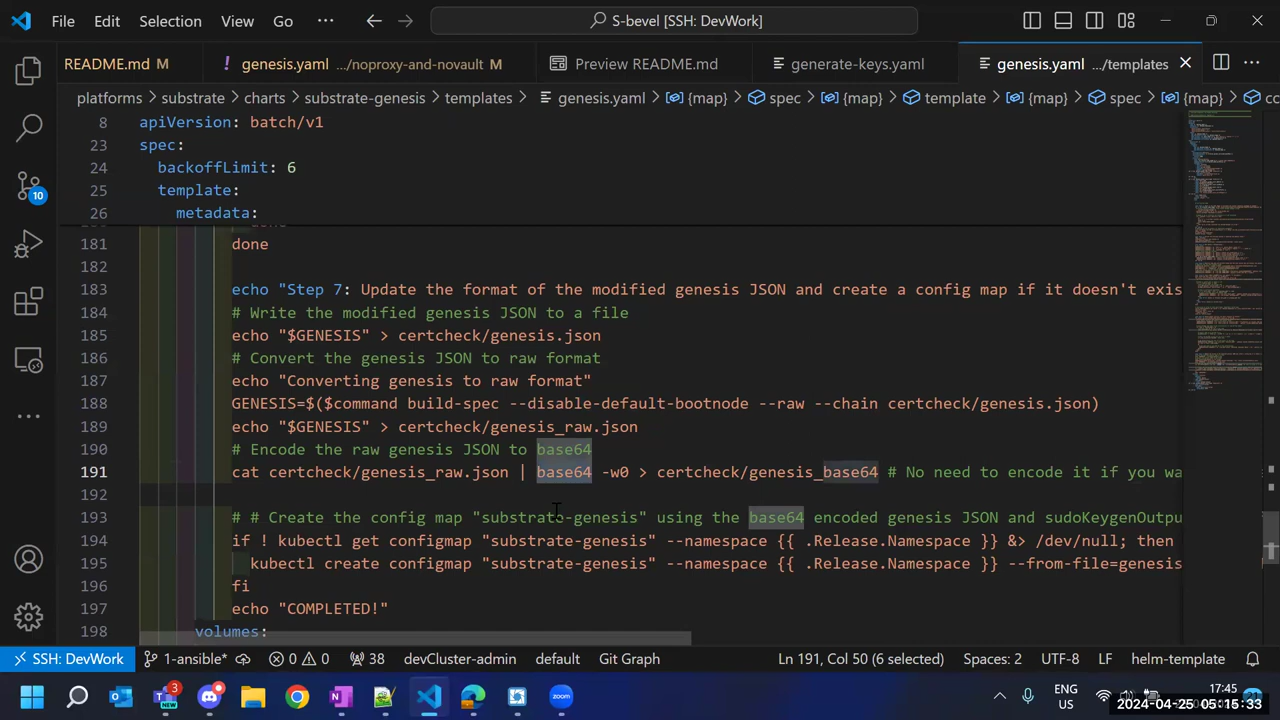 File Edit Selection View Go ··· S-bevel [SSH: DevWork]
README.md M genesis.yaml .../noproxy-and-novault M Preview README.md generate-keys.yaml genesis.yaml .../templates
platforms > substrate > charts > substrate-genesis > templates > genesis.yaml > {map} > spec > {map} > template > {map} > spec > {map} > cc
8 apiVersion: batch/v1
23 spec:
24 backoffLimit: 6
25 template:
26 metadata:
181 done
182
183 echo "Step 7: Update the format of the modified genesis JSON and create a config map if it doesn't exis
184 # Write the modified genesis JSON to a file
185 echo "$GENESIS" > certcheck/genesis.json
186 # Convert the genesis JSON to raw format
187 echo "Converting genesis to raw format"
188 GENESIS=$($command build-spec --disable-default-bootnode --raw --chain certcheck/genesis.json)
189 echo "$GENESIS" > certcheck/genesis_raw.json
190 # Encode the raw genesis JSON to base64
191 cat certcheck/genesis_raw.json | base64 -w0 > certcheck/genesis_base64 # No need to encode it if you wa
192
193 # # Create the config map "substrate-genesis" using the base64 encoded genesis JSON and sudoKeygenOutpu
194 if ! kubectl get configmap "substrate-genesis" --namespace {{ .Release.Namespace }} &> /dev/null; then
195 kubectl create configmap "substrate-genesis" --namespace {{ .Release.Namespace }} --from-file=genesis
196 fi
197 echo "COMPLETED!"
198 volumes:
10
SSH: DevWork 1-ansible* 0 0 38 devCluster-admin default Git Graph Ln 191, Col 50 (6 selected) Spaces: 2 UTF-8 LF helm-template
3 zoom ENG US 17:45
2024-04-25 05:15:33